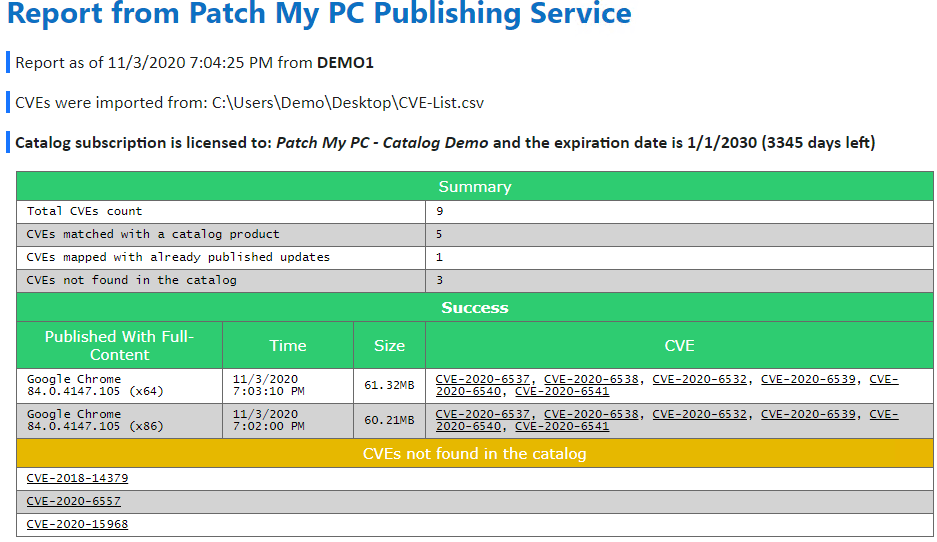 Report from Patch My PC Publishing Service
Report as of 11/3/2020 7:04:25 PM from DEMO1
CVEs were imported from: C:\Users\Demo\Desktop\CVE-List.csv
Catalog subscription is licensed to: Patch My PC - Catalog Demo and the expiration date is 1/1/2030 (3345 days left)
Summary
Total CVEs count 9
CVEs matched with a catalog product 5
CVEs mapped with already published updates 1
CVEs not found in the catalog 3
Success
Published With Full-
Content Time Size CVE
Google Chrome 11/3/2020 61.32MB CVE-2020-6537, CVE-2020-6538, CVE-2020-6532, CVE-2020-6539, CVE-
84.0.4147.105 (x64) 7:03:10 PM 2020-6540, CVE-2020-6541
Google Chrome 11/3/2020 60.21MB CVE-2020-6537, CVE-2020-6538, CVE-2020-6532, CVE-2020-6539, CVE-
84.0.4147.105 (x86) 7:02:00 PM 2020-6540, CVE-2020-6541
CVEs not found in the catalog
CVE-2018-14379
CVE-2020-6557
CVE-2020-15968